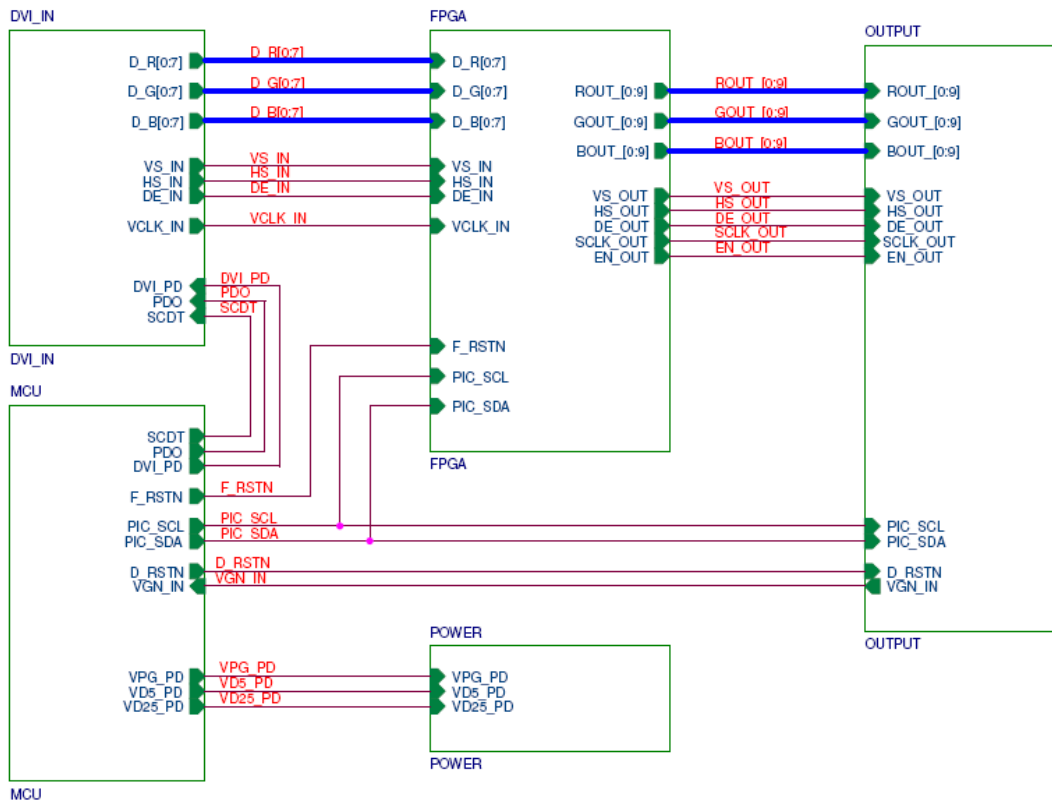 DVI_IN
D_R[0:7]
D_G[0:7]
D_B[0:7]
VS_IN
HS_IN
DE_IN
VCLK_IN
DVI_PD
PDO
SCDT
DVI_IN
D_R[0:7]
D_G[0:7]
D_B[0:7]
VS_IN
HS_IN
DE_IN
VCLK_IN
DVI_PD
PDO
SCDT
FPGA
D_R[0:7]
D_G[0:7]
D_B[0:7]
VS_IN
HS_IN
DE_IN
VCLK_IN
F_RSTN
PIC_SCL
PIC_SDA
ROUT_[0:9]
GOUT_[0:9]
BOUT_[0:9]
VS_OUT
HS_OUT
DE_OUT
SCLK_OUT
EN_OUT
FPGA
ROUT_[0:9]
GOUT_[0:9]
BOUT_[0:9]
VS_OUT
HS_OUT
DE_OUT
SCLK_OUT
EN_OUT
OUTPUT
ROUT_[0:9]
GOUT_[0:9]
BOUT_[0:9]
VS_OUT
HS_OUT
DE_OUT
SCLK_OUT
EN_OUT
PIC_SCL
PIC_SDA
D_RSTN
VGN_IN
OUTPUT
MCU
SCDT
PDO
DVI_PD
F_RSTN
PIC_SCL
PIC_SDA
D_RSTN
VGN_IN
VPG_PD
VD5_PD
VD25_PD
MCU
F_RSTN
PIC_SCL
PIC_SDA
D_RSTN
VGN_IN
VPG_PD
VD5_PD
VD25_PD
POWER
VPG_PD
VD5_PD
VD25_PD
POWER